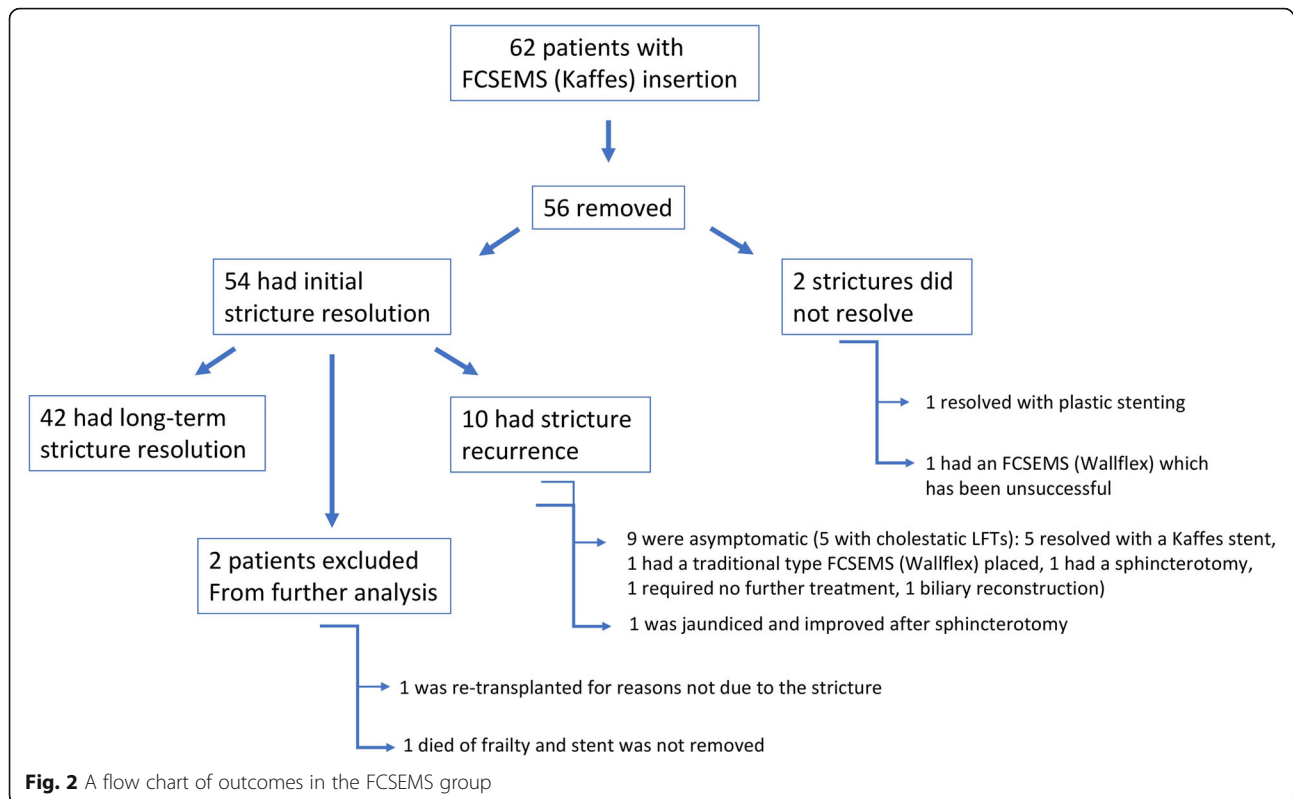 62 patients with
FCSEMS (Kaffes) insertion
56 removed
54 had initial
stricture resolution
2 strictures did
not resolve
1 resolved with plastic stenting
1 had an FCSEMS (Wallflex) which
has been unsuccessful
42 had long-term
stricture resolution
10 had stricture
recurrence
9 were asymptomatic (5 with cholestatic LFTs): 5 resolved with a Kaffes stent,
1 had a traditional type FCSEMS (Wallflex) placed, 1 had a sphincterotomy,
1 required no further treatment, 1 biliary reconstruction)
1 was jaundiced and improved after sphincterotomy
2 patients excluded
From further analysis
1 was re-transplanted for reasons not due to the stricture
1 died of frailty and stent was not removed
Fig. 2 A flow chart of outcomes in the FCSEMS group